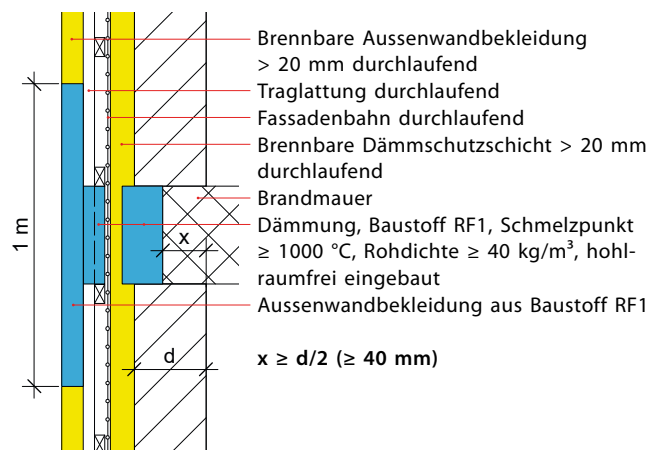 Brennbare Aussenwandbekleidung
> 20 mm durchlaufend
Traglattung durchlaufend
Fassadenbahn durchlaufend
Brennbare Dämmschutzschicht > 20 mm
durchlaufend
Brandmauer
Dämmung, Baustoff RF1, Schmelzpunkt
≥ 1000 °C, Rohdichte ≥ 40 kg/m³, hohl-
raumfrei eingebaut
Aussenwandbekleidung aus Baustoff RF1
x ≥ d/2 (≥ 40 mm)
1 m
x
d